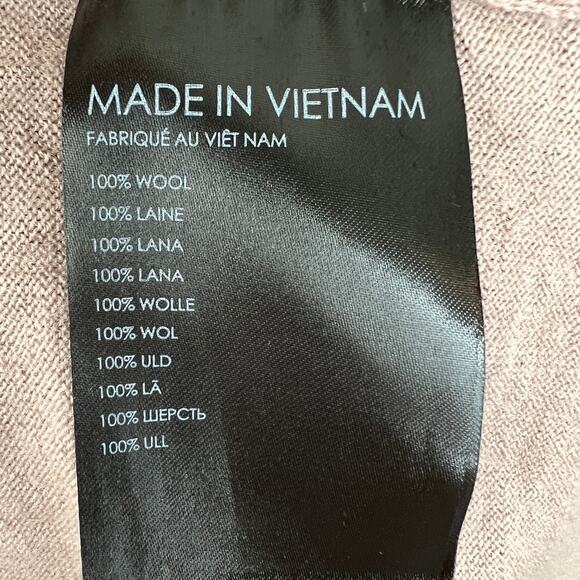 MADE IN VIETNAM
FABRIQUÉ AU VIÊT NAM
100% WOOL
100% LAINE
100% LANA
100% LANA
100% WOLLE
100% WOL
100% ULD
100% LÃ
100% ШЕРСТЬ
100% ULL